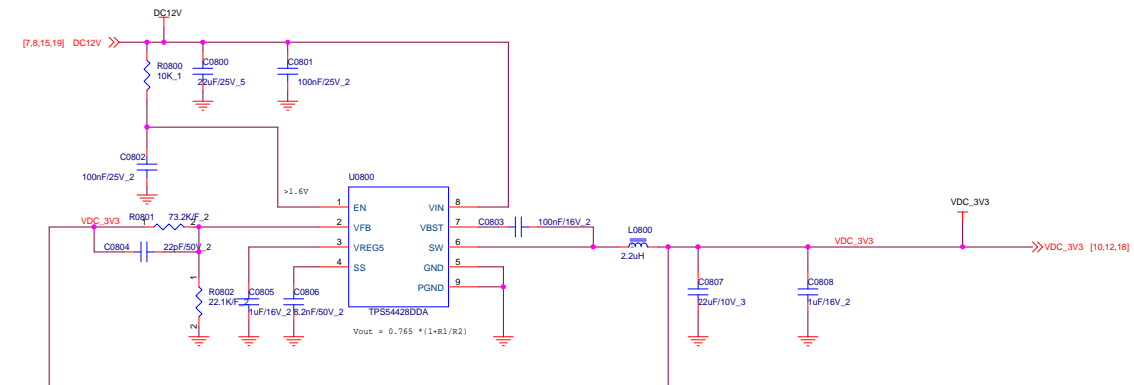 DC12V
[7,8,15,19] DC12V
R0800
10K_1
C0800
22uF/25V_5
C0801
100nF/25V_2
C0802
100nF/25V_2
>1.6V
U0800
1 EN
2 VFB
3 VREG5
4 SS
VIN 8
VBST 7
SW 6
GND 5
PGND 9
TPS54428DDA
Vout = 0.765 *(1+R1/R2)
VDC_3V3
R0801
1
73.2K/F_2
2
C0804
22pF/50V_2
1
R0802
22.1K/F_2
2
C0805
1uF/16V_2
C0806
8.2nF/50V_2
C0803
100nF/16V_2
L0800
2.2uH
VDC_3V3
VDC_3V3
VDC_3V3 [10,12,18]
C0807
22uF/10V_3
C0808
1uF/16V_2